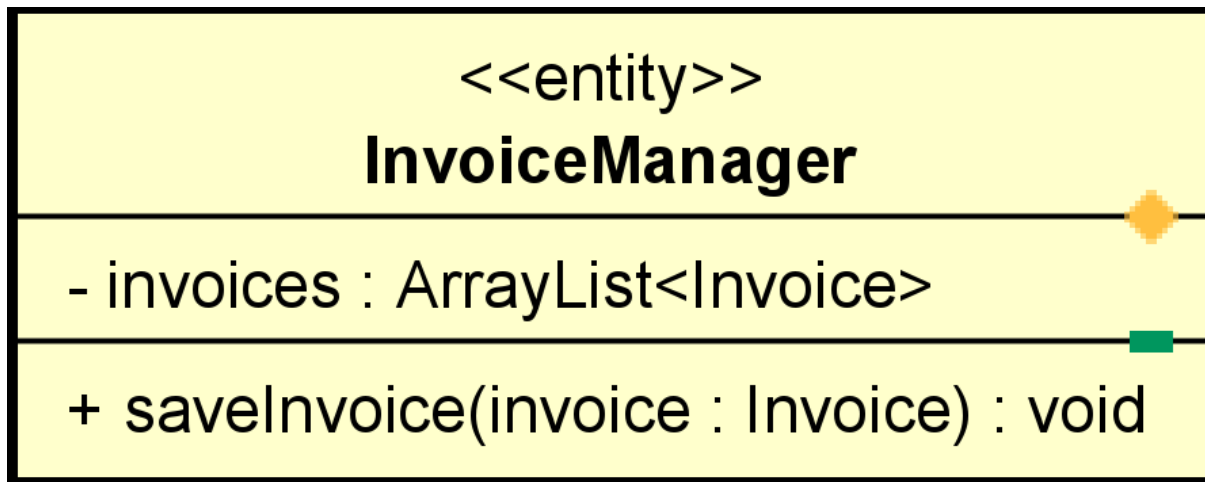 <<entity>>
InvoiceManager
- invoices : ArrayList<Invoice>
+ saveInvoice(invoice : Invoice) : void